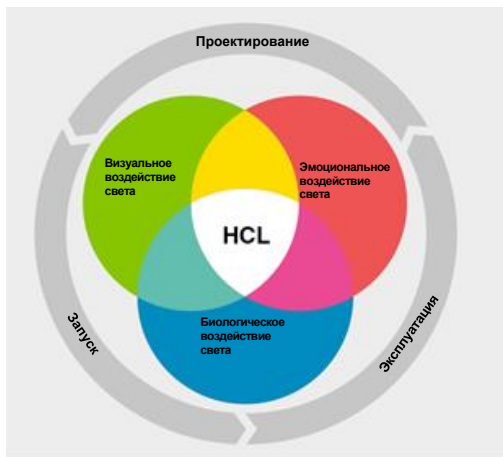 Проектирование
Визуальное
воздействие
света
Эмоциональное
воздействие
света
HCL
Биологическое
воздействие
света
Запуск
Эксплуатация